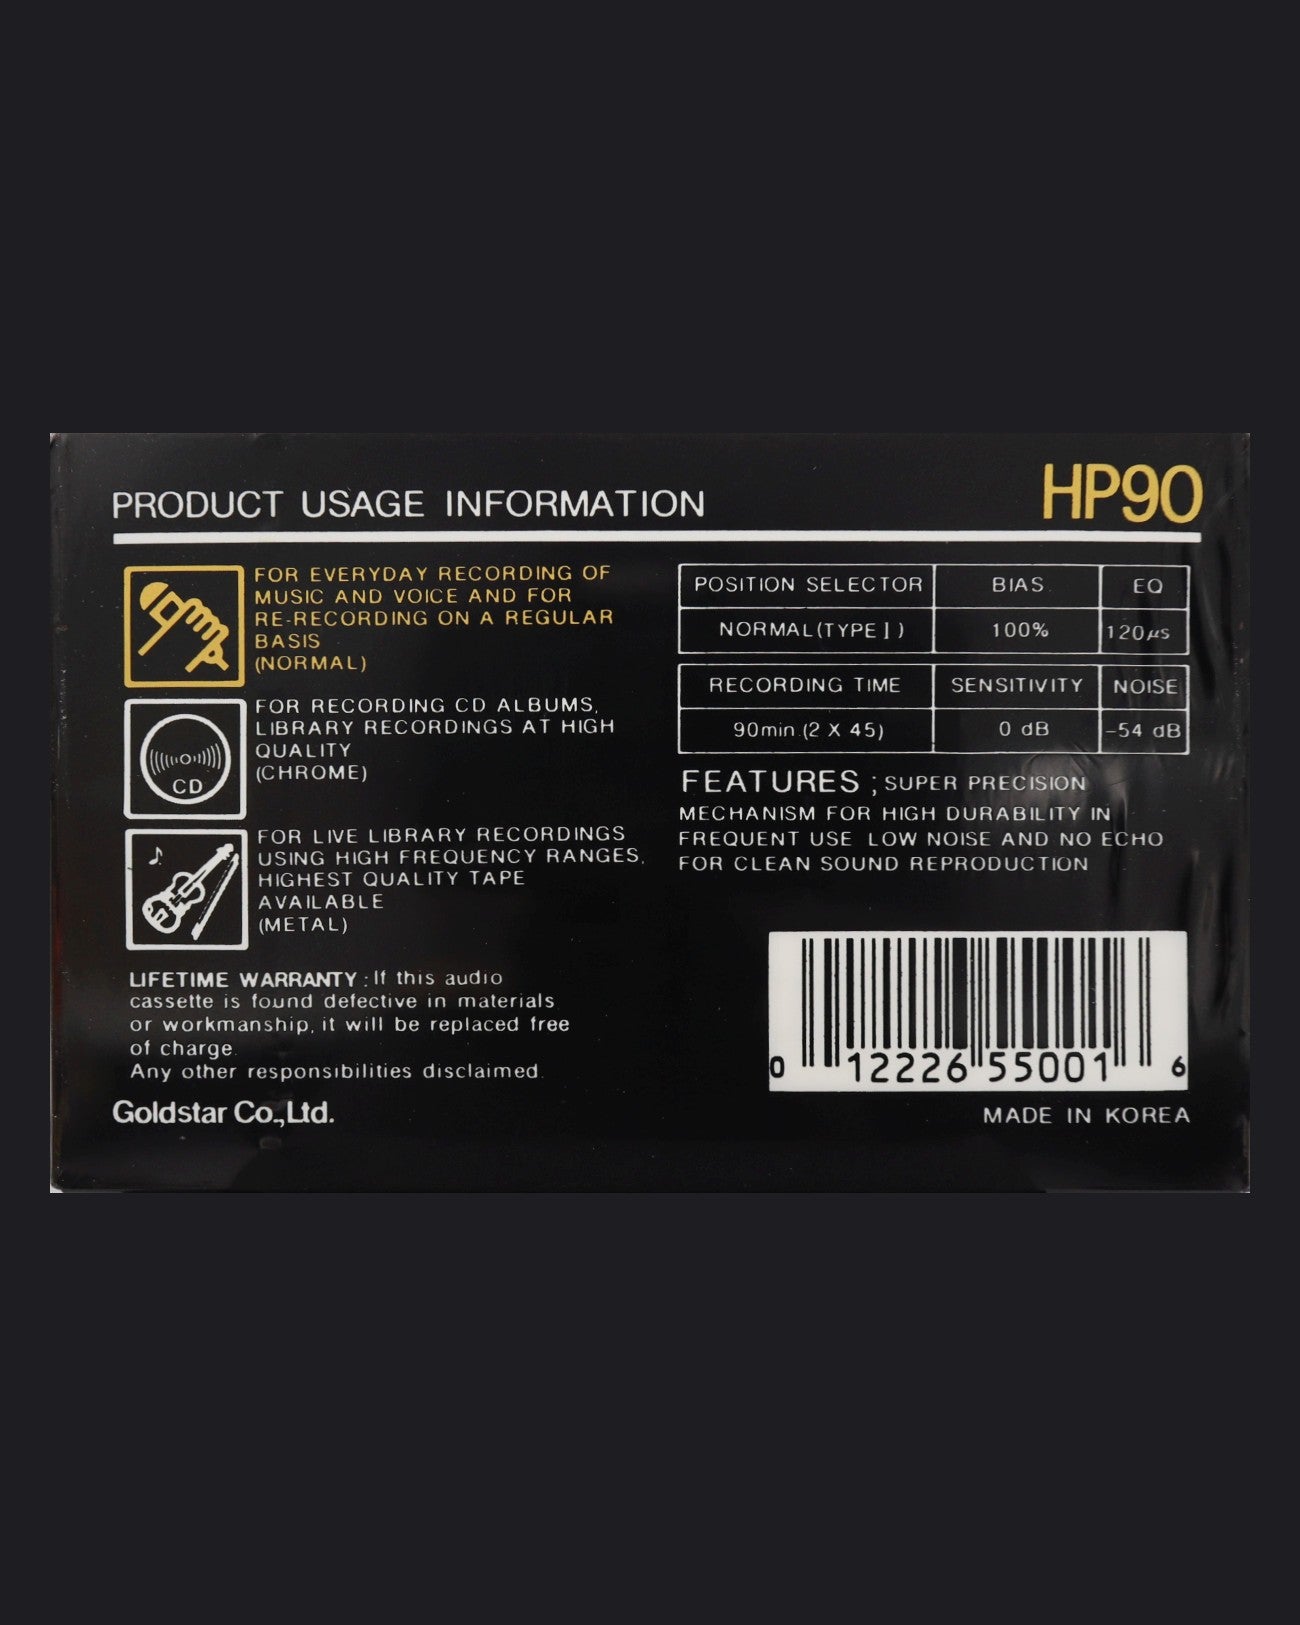 PRODUCT USAGE INFORMATION
HP90
FOR EVERYDAY RECORDING OF
MUSIC AND VOICE AND FOR
RE-RECORDING ON A REGULAR
BASIS
(NORMAL)
CD
FOR RECORDING CD ALBUMS,
LIBRARY RECORDINGS AT HIGH
QUALITY
(CHROME)
FOR LIVE LIBRARY RECORDINGS
USING HIGH FREQUENCY RANGES,
HIGHEST QUALITY TAPE
AVAILABLE
(METAL)
LIFETIME WARRANTY : If this audio
cassette is found defective in materials
or workmanship, it will be replaced free
of charge.
Any other responsibilities disclaimed.
Goldstar Co.,Ltd.
POSITION SELECTOR BIAS EQ
NORMAL(TYPE I) 100% 120μs
RECORDING TIME SENSITIVITY NOISE
90min.(2 X 45) 0 dB -54 dB
FEATURES ; SUPER PRECISION
MECHANISM FOR HIGH DURABILITY IN
FREQUENT USE LOW NOISE AND NO ECHO
FOR CLEAN SOUND REPRODUCTION
0 12226 55001 6
MADE IN KOREA